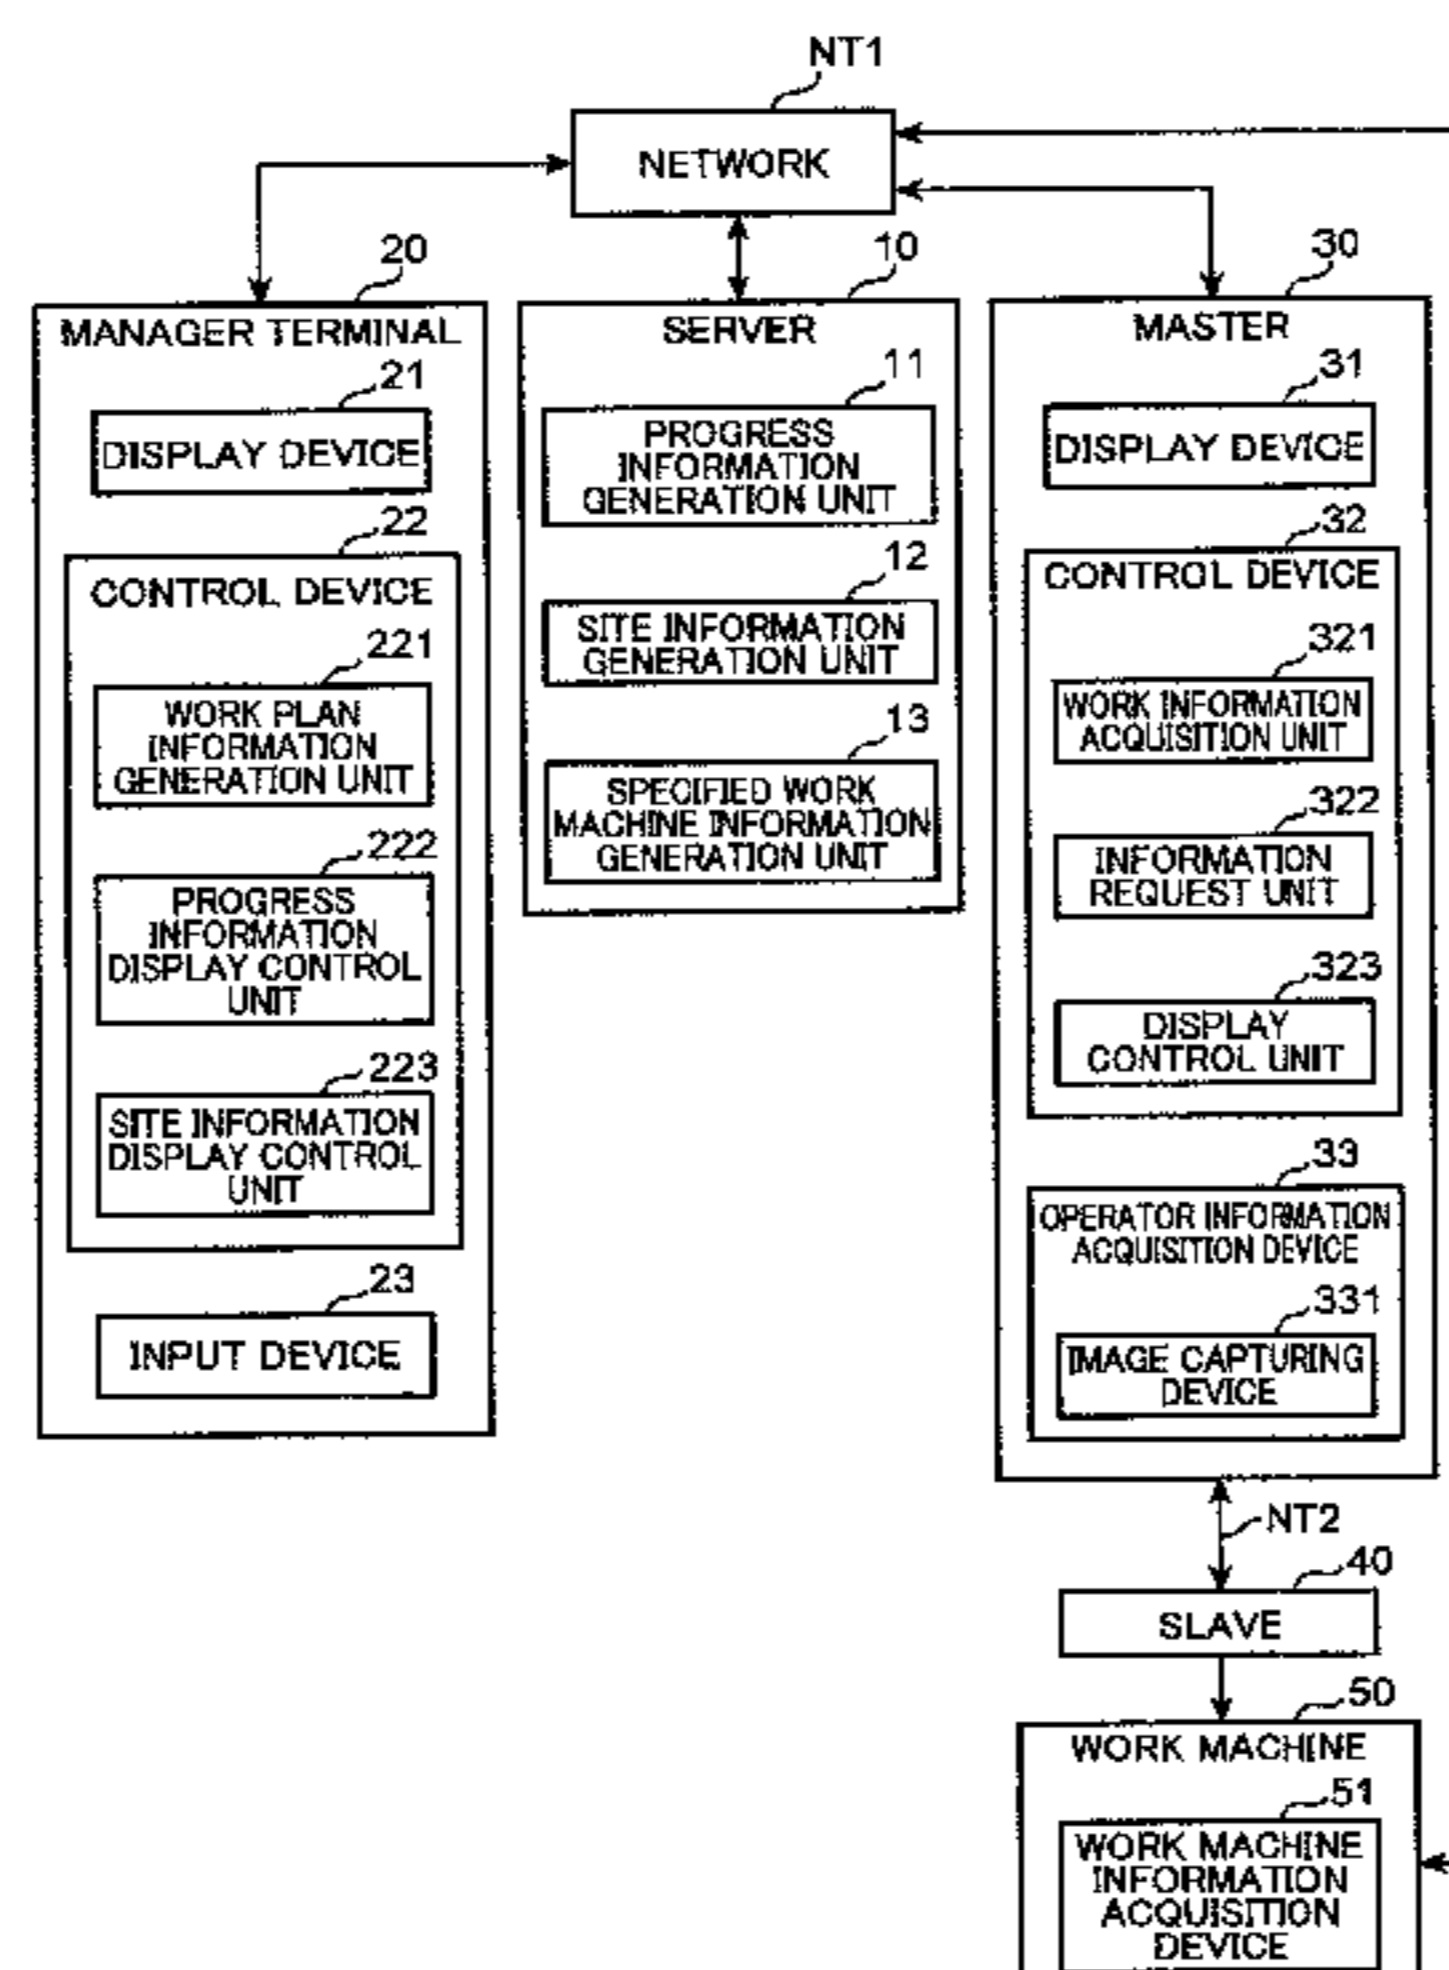 NT1
NETWORK
20
MANAGER TERMINAL
21
DISPLAY DEVICE
22
CONTROL DEVICE
221
WORK PLAN
INFORMATION
GENERATION UNIT
222
PROGRESS
INFORMATION
DISPLAY CONTROL
UNIT
223
SITE INFORMATION
DISPLAY CONTROL
UNIT
23
INPUT DEVICE
10
SERVER
11
PROGRESS
INFORMATION
GENERATION UNIT
12
SITE INFORMATION
GENERATION UNIT
13
SPECIFIED WORK
MACHINE INFORMATION
GENERATION UNIT
30
MASTER
31
DISPLAY DEVICE
32
CONTROL DEVICE
321
WORK INFORMATION
ACQUISITION UNIT
322
INFORMATION
REQUEST UNIT
323
DISPLAY
CONTROL UNIT
33
OPERATOR INFORMATION
ACQUISITION DEVICE
331
IMAGE CAPTURING
DEVICE
NT2
40
SLAVE
50
WORK MACHINE
51
WORK MACHINE
INFORMATION
ACQUISITION
DEVICE